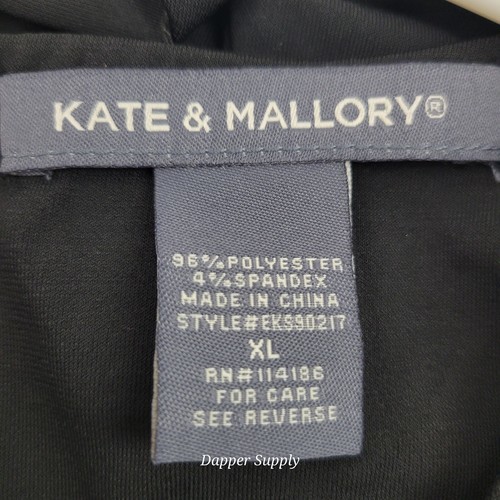 KATE & MALLORY®
96%POLYESTER
4%SPANDEX
MADE IN CHINA
STYLE#EKS90217
XL
RN#114186
FOR CARE
SEE REVERSE
Dapper Supply